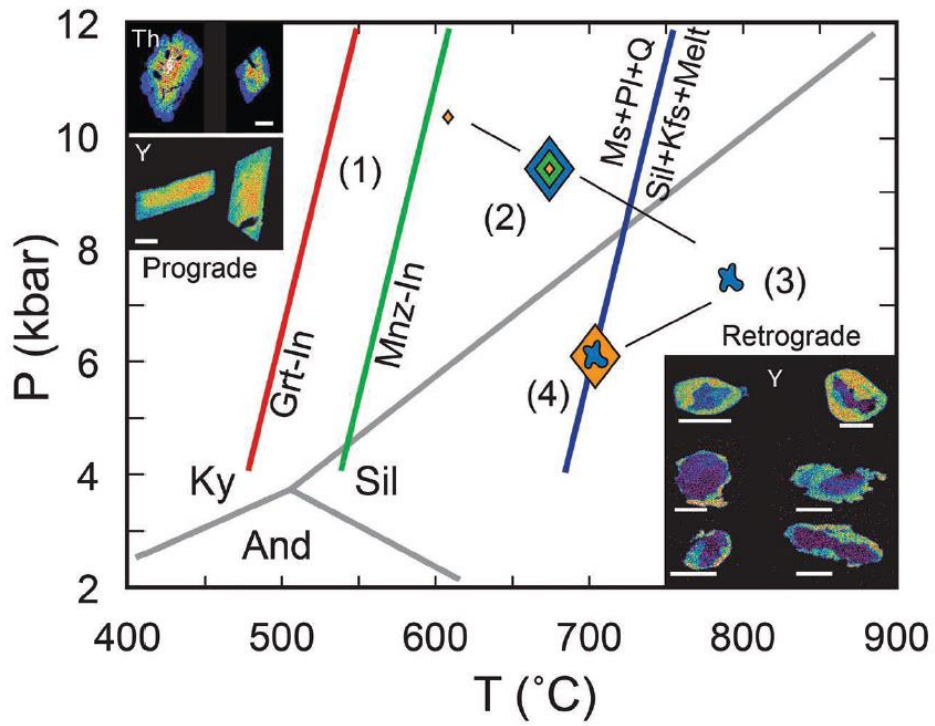 12
10
8
6
4
2
P (kbar)
400
500
600
700
800
900
T (˚C)
Th
Y
Prograde
(1)
Grt-In
Mnz-In
(2)
Ms+Pl+Q
Sil+Kfs+Melt
(3)
(4)
Retrograde
Y
Ky
Sil
And